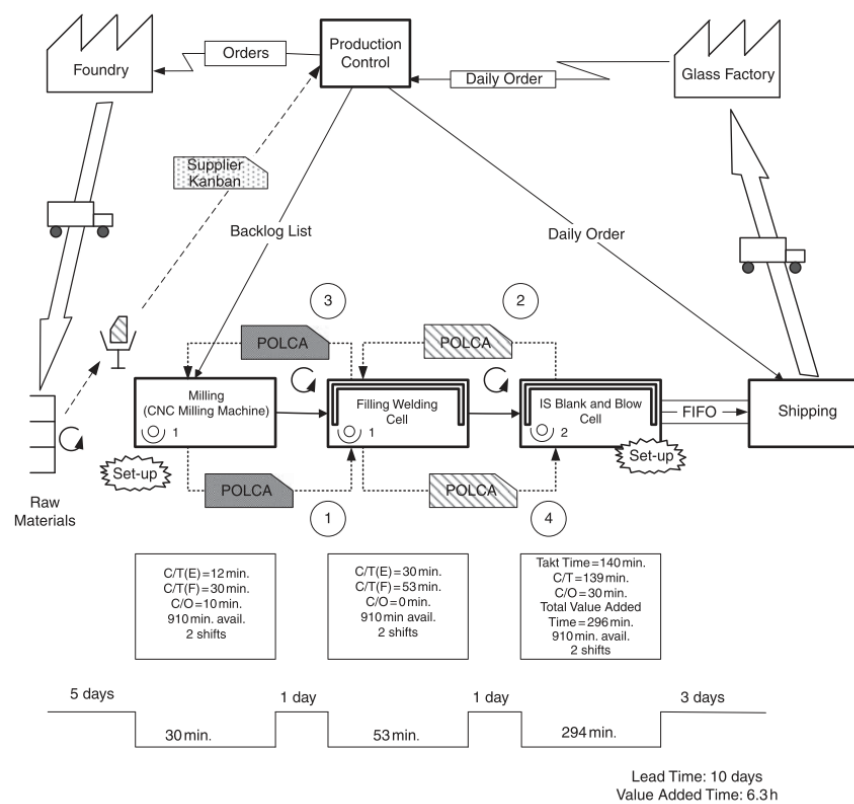 Foundry
Orders
Production
Control
Daily Order
Glass Factory
Supplier
Kanban
Backlog List
Daily Order
3
2
POLCA
POLCA
Milling
(CNC Milling Machine)
1
Filling Welding
Cell
1
IS Blank and Blow
Cell
2
FIFO
Shipping
Set-up
Set-up
Raw
Materials
POLCA
POLCA
1
4
C/T(E)=12 min.
C/T(F)=30 min.
C/O=10 min.
910 min avail.
2 shifts
C/T(E)=30 min.
C/T(F)=53 min.
C/O=0 min.
910 min avail.
2 shifts
Takt Time=140 min.
C/T=139 min.
C/O=30 min.
Total Value Added
Time=296 min.
910 min. avail.
2 shifts
5 days
1 day
1 day
3 days
30 min.
53 min.
294 min.
Lead Time: 10 days
Value Added Time: 6.3 h